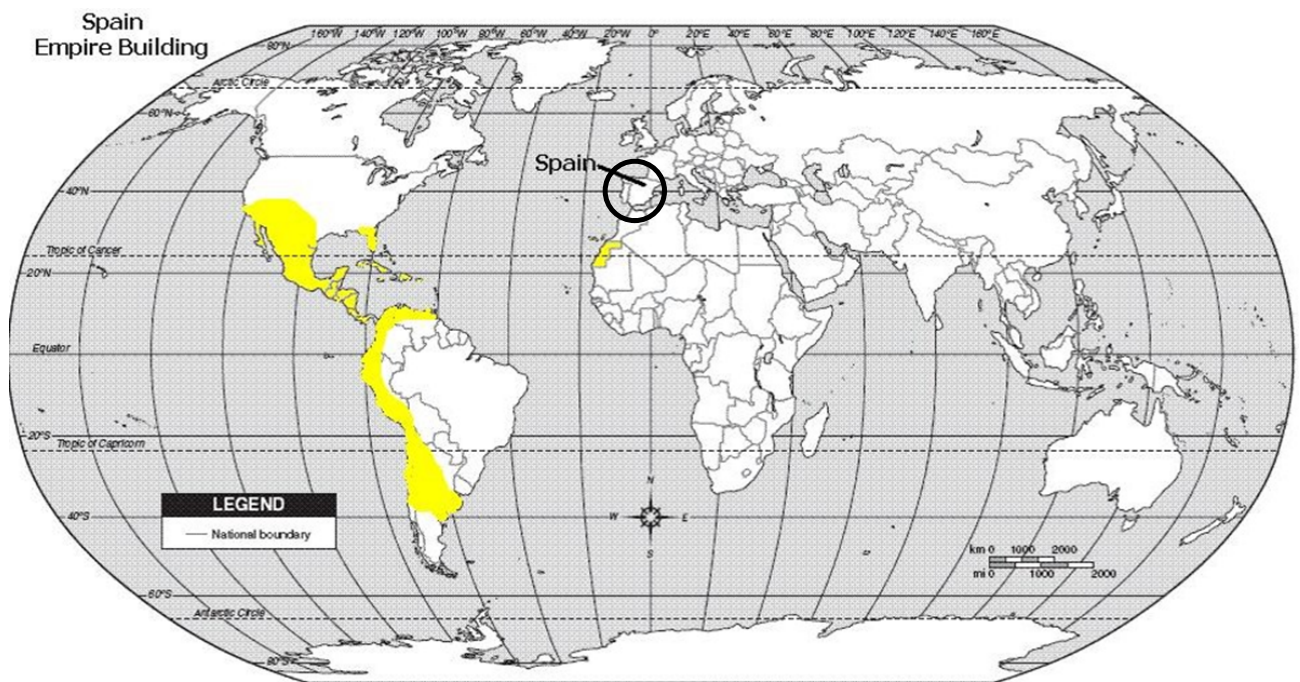 Spain
Empire Building
160°W 140°W 120°W 100°W 80°W 60°W 40°W 20°W 0° 20°E 40°E 60°E 80°E 100°E 120°E 140°E 160°E
80°N
Arctic Circle
60°N
Spain
40°N
Tropic of Cancer
20°N
Equator
20°S
Tropic of Capricorn
LEGEND
National boundary
40°S
N
W E
S
km 0 1000 2000
mi 0 1000 2000
60°S
Antarctic Circle
80°S